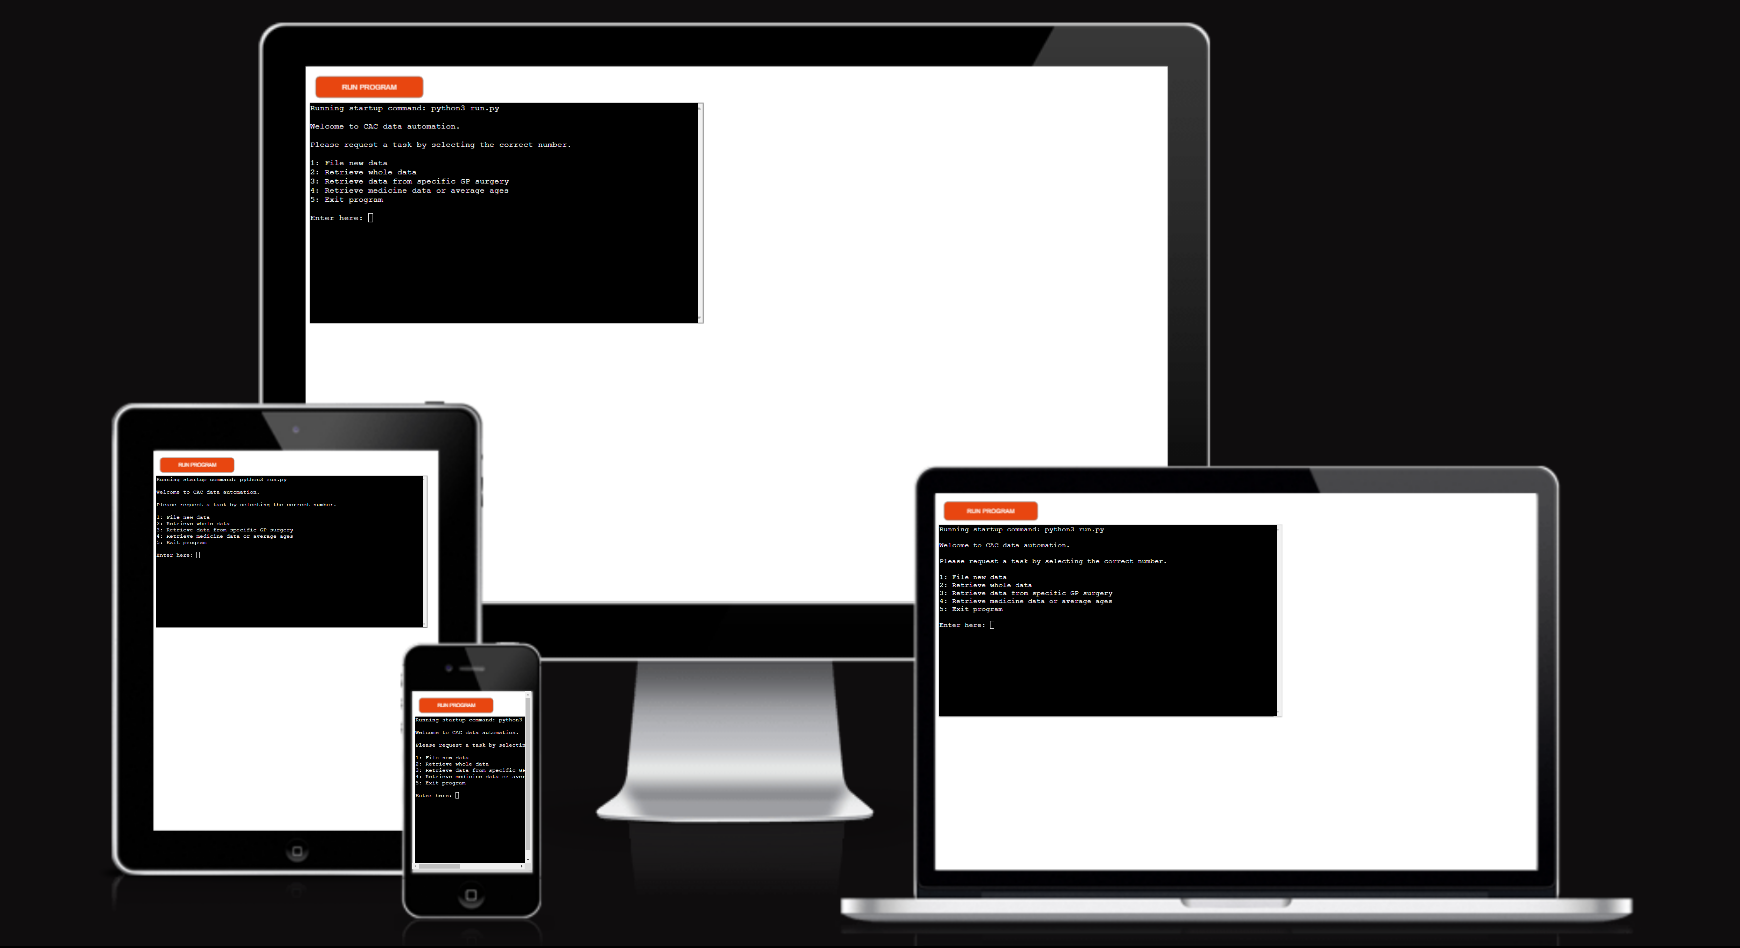 RUN PROGRAM
Running startup command: python3 run.py
Welcome to CAC data automation.
Please request a task by selecting the correct number.
1: File new data
2: Retrieve whole data
3: Retrieve data from specific GP surgery
4: Retrieve medicine data or average ages
5: Exit program
Enter here:
RUN PROGRAM
Running startup command: python3 run.py
Welcome to CAC data automation.
Please request a task by selecting the correct number.
1: File new data
2: Retrieve whole data
3: Retrieve data from specific GP surgery
4: Retrieve medicine data or average ages
5: Exit program
Enter here:
RUN PROGRAM
Running startup command: python3
Welcome to CAC data automation.
Please request a task by selectin
1: File new data
2: Retrieve whole data
3: Retrieve data from specific GP
4: Retrieve medicine data or aver
5: Exit program
Enter here:
RUN PROGRAM
Running startup command: python3 run.py
Welcome to CAC data automation.
Please request a task by selecting the correct number.
1: File new data
2: Retrieve whole data
3: Retrieve data from specific GP surgery
4: Retrieve medicine data or average ages
5: Exit program
Enter here: